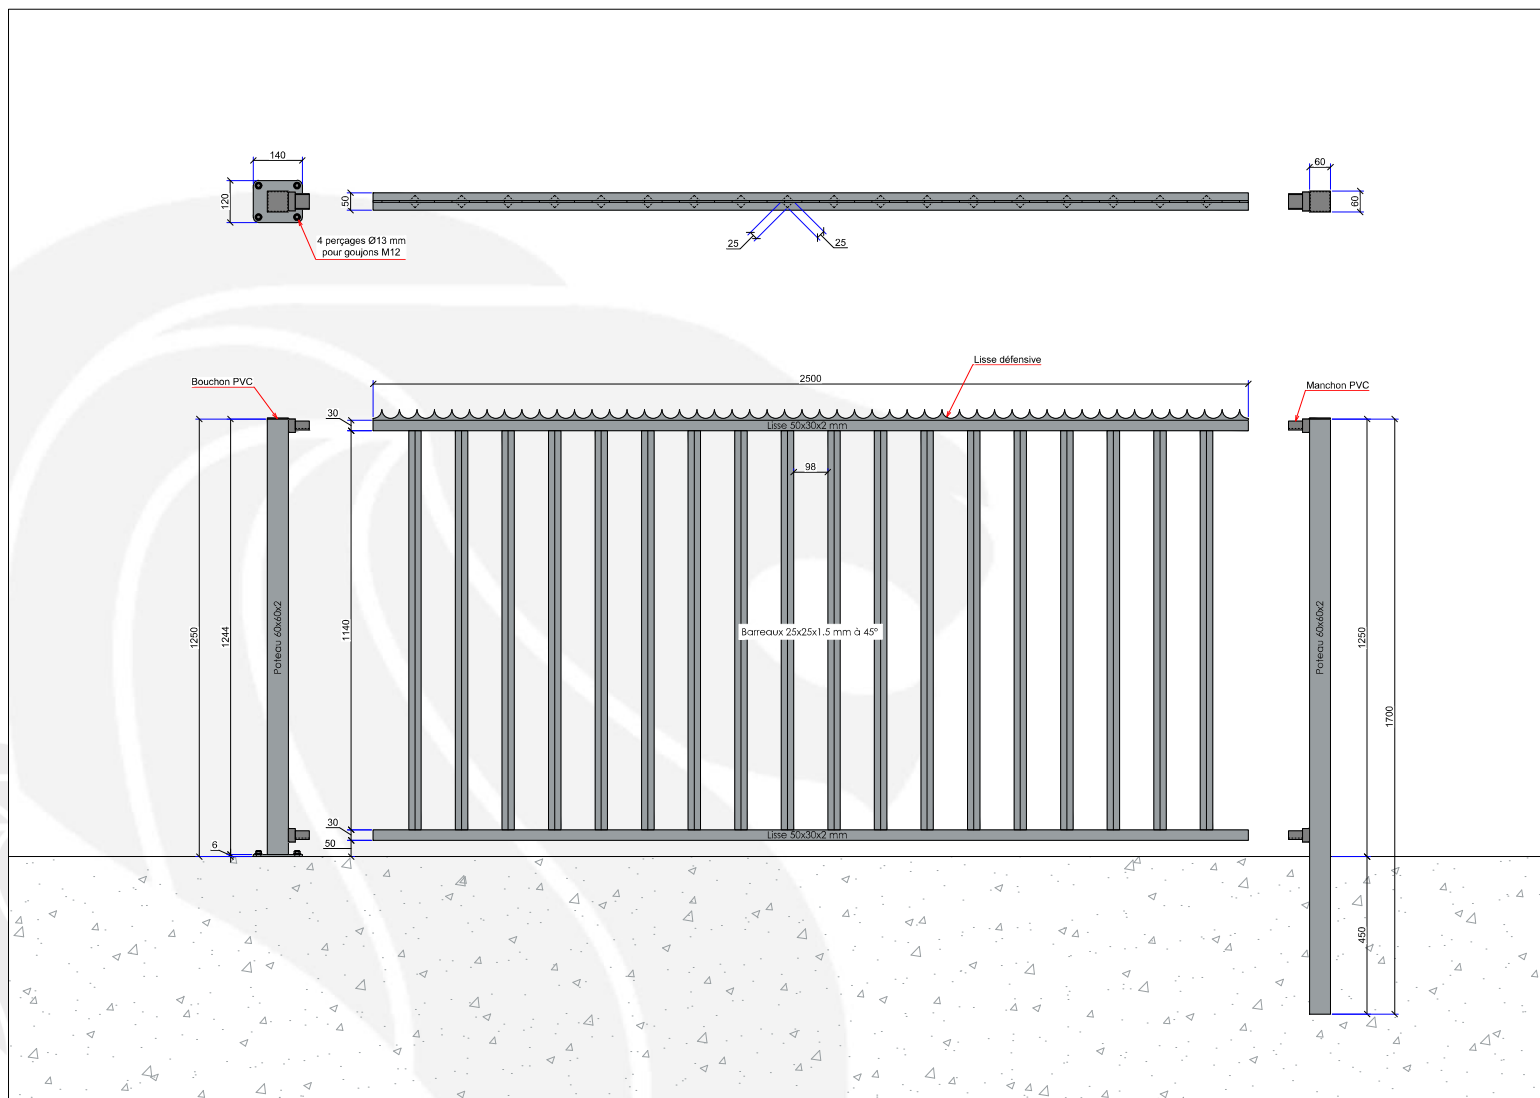 140
120
4 perçages Ø13 mm
pour goujons M12
50
25
25
60
60
Bouchon PVC
Lisse défensive
2500
Manchon PVC
30
Lisse 50x30x2 mm
98
1250
1244
Poteau 60x60x2
1140
Barreaux 25x25x1.5 mm à 45°
Poteau 60x60x2
1250
1700
30
Lisse 50x30x2 mm
6
50
450